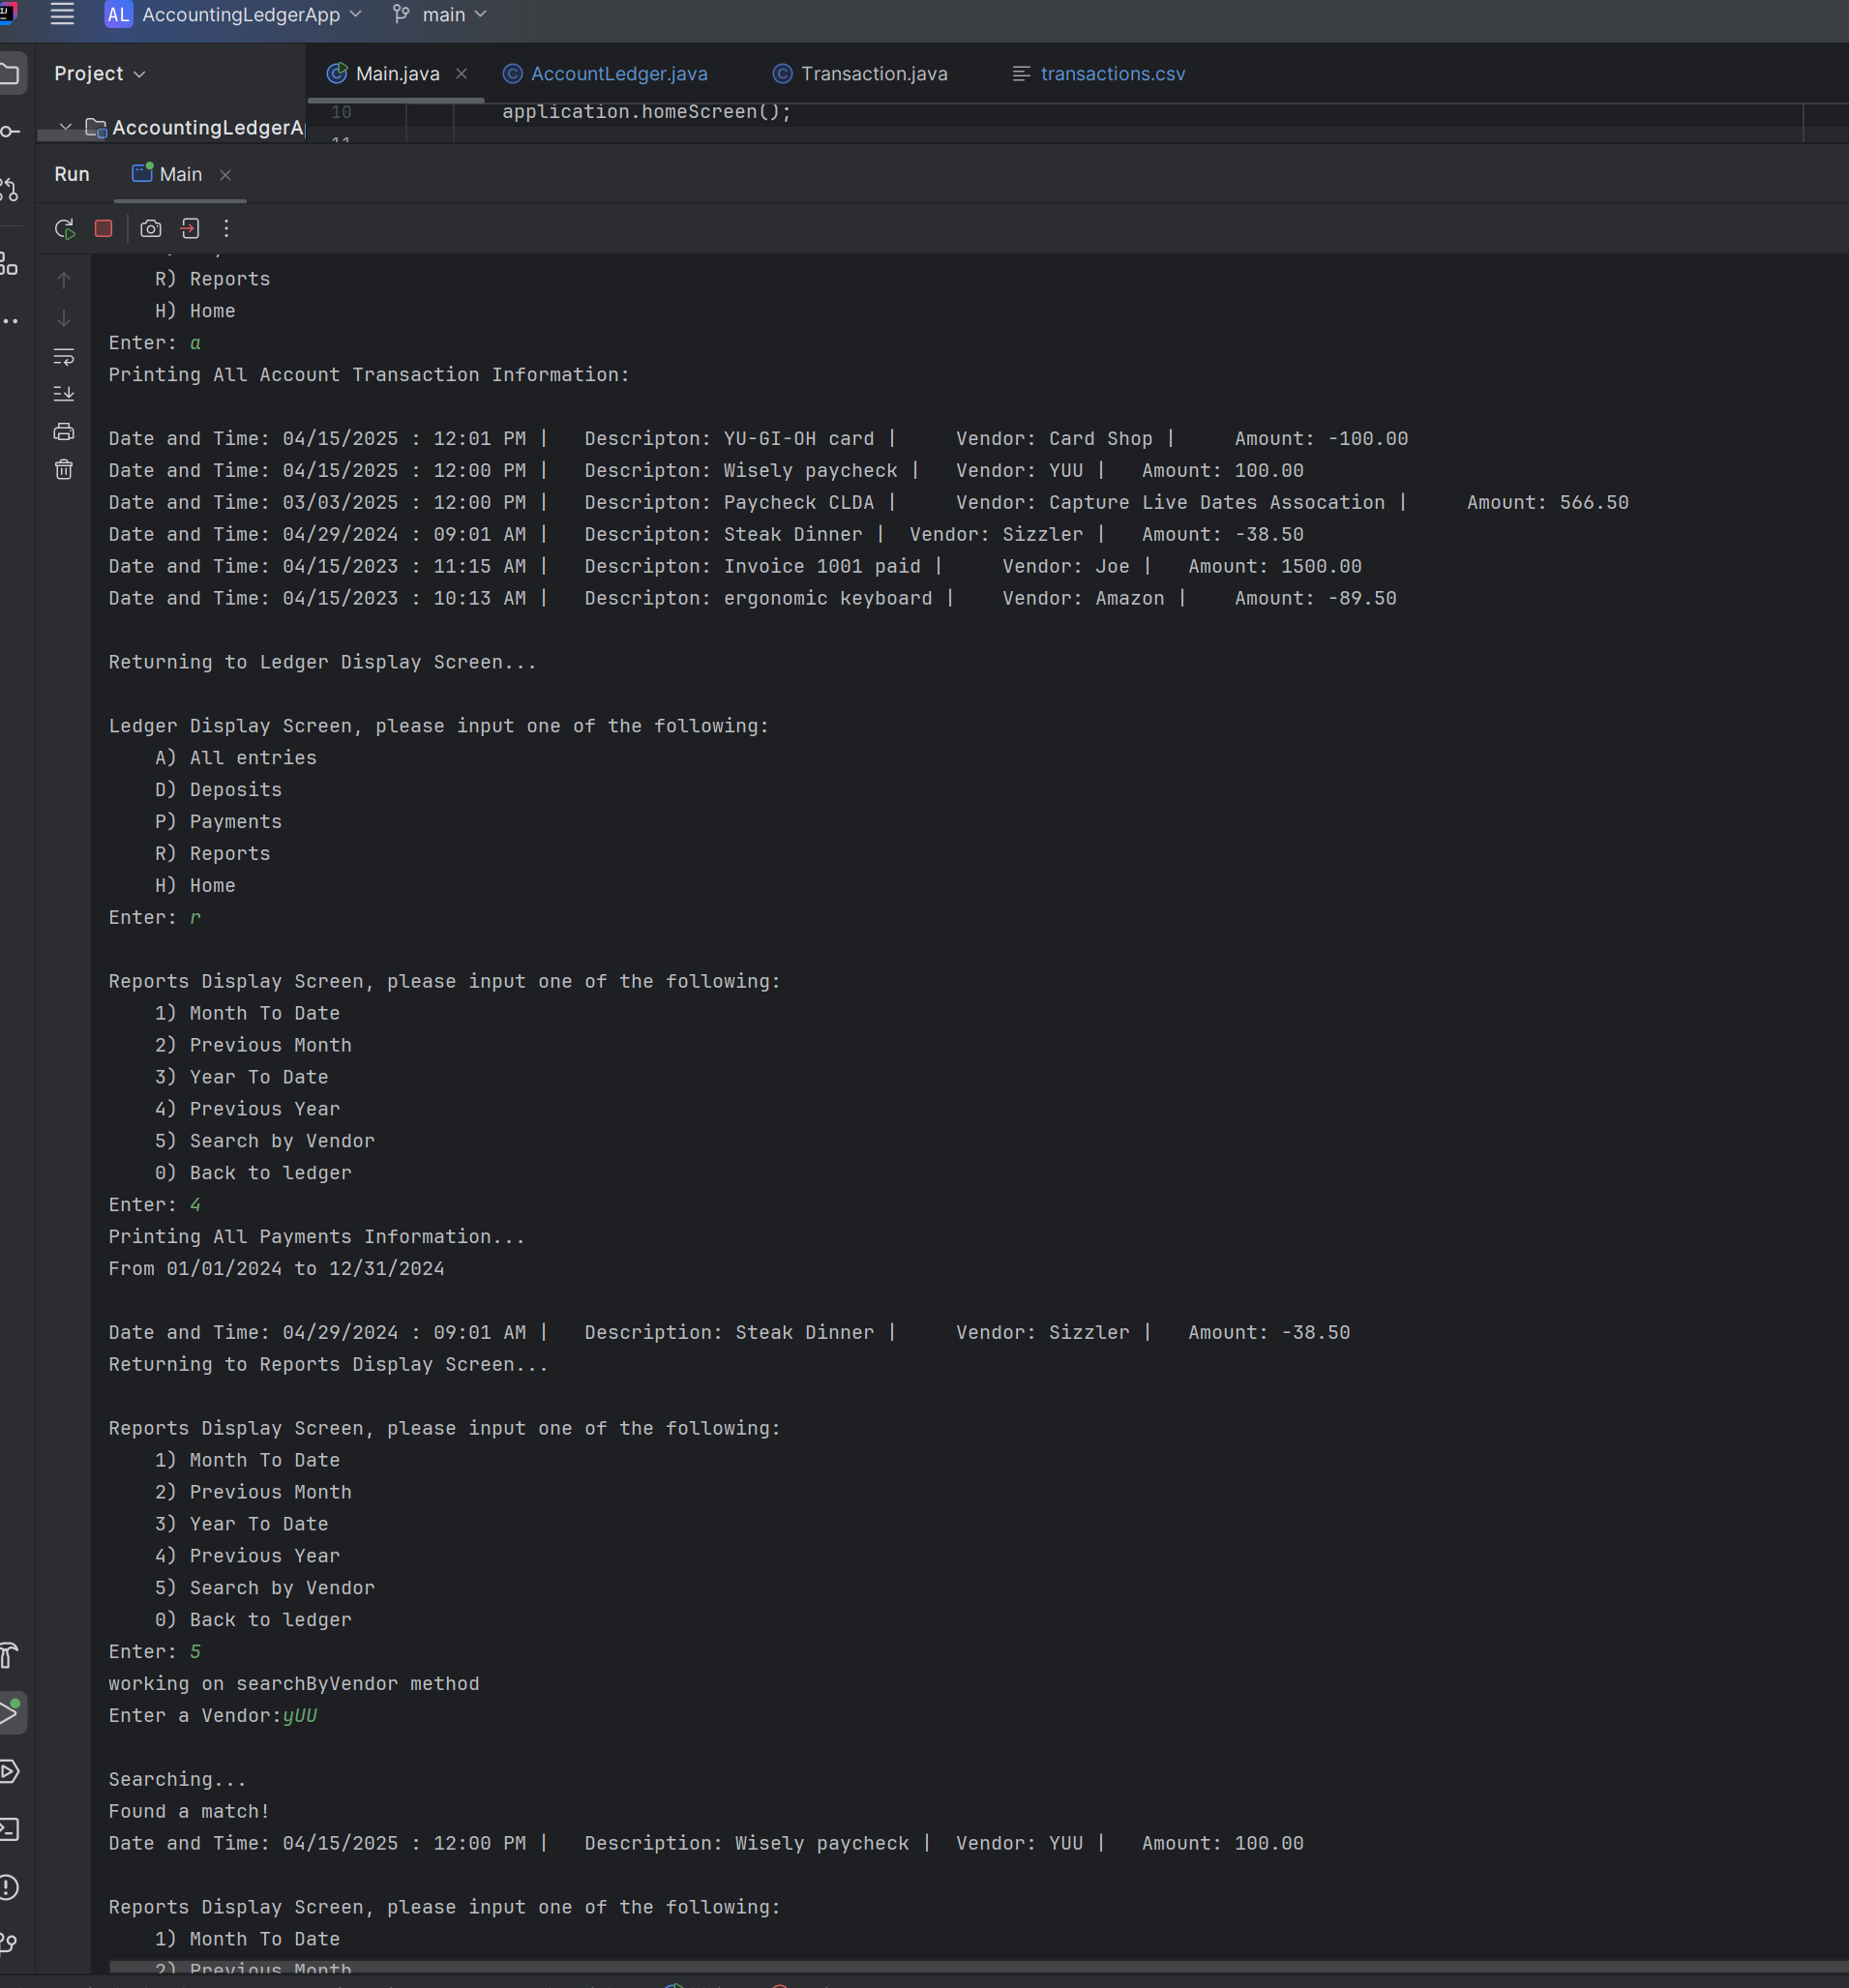 AL AccountingLedgerApp main
Project Main.java AccountLedger.java Transaction.java transactions.csv
10 application.homeScreen();
AccountingLedgerA
11
Run Main
R) Reports
H) Home
Enter: a
Printing All Account Transaction Information:
Date and Time: 04/15/2025 : 12:01 PM | Descripton: YU-GI-OH card | Vendor: Card Shop | Amount: -100.00
Date and Time: 04/15/2025 : 12:00 PM | Descripton: Wisely paycheck | Vendor: YUU | Amount: 100.00
Date and Time: 03/03/2025 : 12:00 PM | Descripton: Paycheck CLDA | Vendor: Capture Live Dates Assocation | Amount: 566.50
Date and Time: 04/29/2024 : 09:01 AM | Descripton: Steak Dinner | Vendor: Sizzler | Amount: -38.50
Date and Time: 04/15/2023 : 11:15 AM | Descripton: Invoice 1001 paid | Vendor: Joe | Amount: 1500.00
Date and Time: 04/15/2023 : 10:13 AM | Descripton: ergonomic keyboard | Vendor: Amazon | Amount: -89.50
Returning to Ledger Display Screen...
Ledger Display Screen, please input one of the following:
A) All entries
D) Deposits
P) Payments
R) Reports
H) Home
Enter: r
Reports Display Screen, please input one of the following:
1) Month To Date
2) Previous Month
3) Year To Date
4) Previous Year
5) Search by Vendor
0) Back to ledger
Enter: 4
Printing All Payments Information...
From 01/01/2024 to 12/31/2024
Date and Time: 04/29/2024 : 09:01 AM | Description: Steak Dinner | Vendor: Sizzler | Amount: -38.50
Returning to Reports Display Screen...
Reports Display Screen, please input one of the following:
1) Month To Date
2) Previous Month
3) Year To Date
4) Previous Year
5) Search by Vendor
0) Back to ledger
Enter: 5
working on searchByVendor method
Enter a Vendor:yUU
Searching...
Found a match!
Date and Time: 04/15/2025 : 12:00 PM | Description: Wisely paycheck | Vendor: YUU | Amount: 100.00
Reports Display Screen, please input one of the following:
1) Month To Date
2) Previous Month